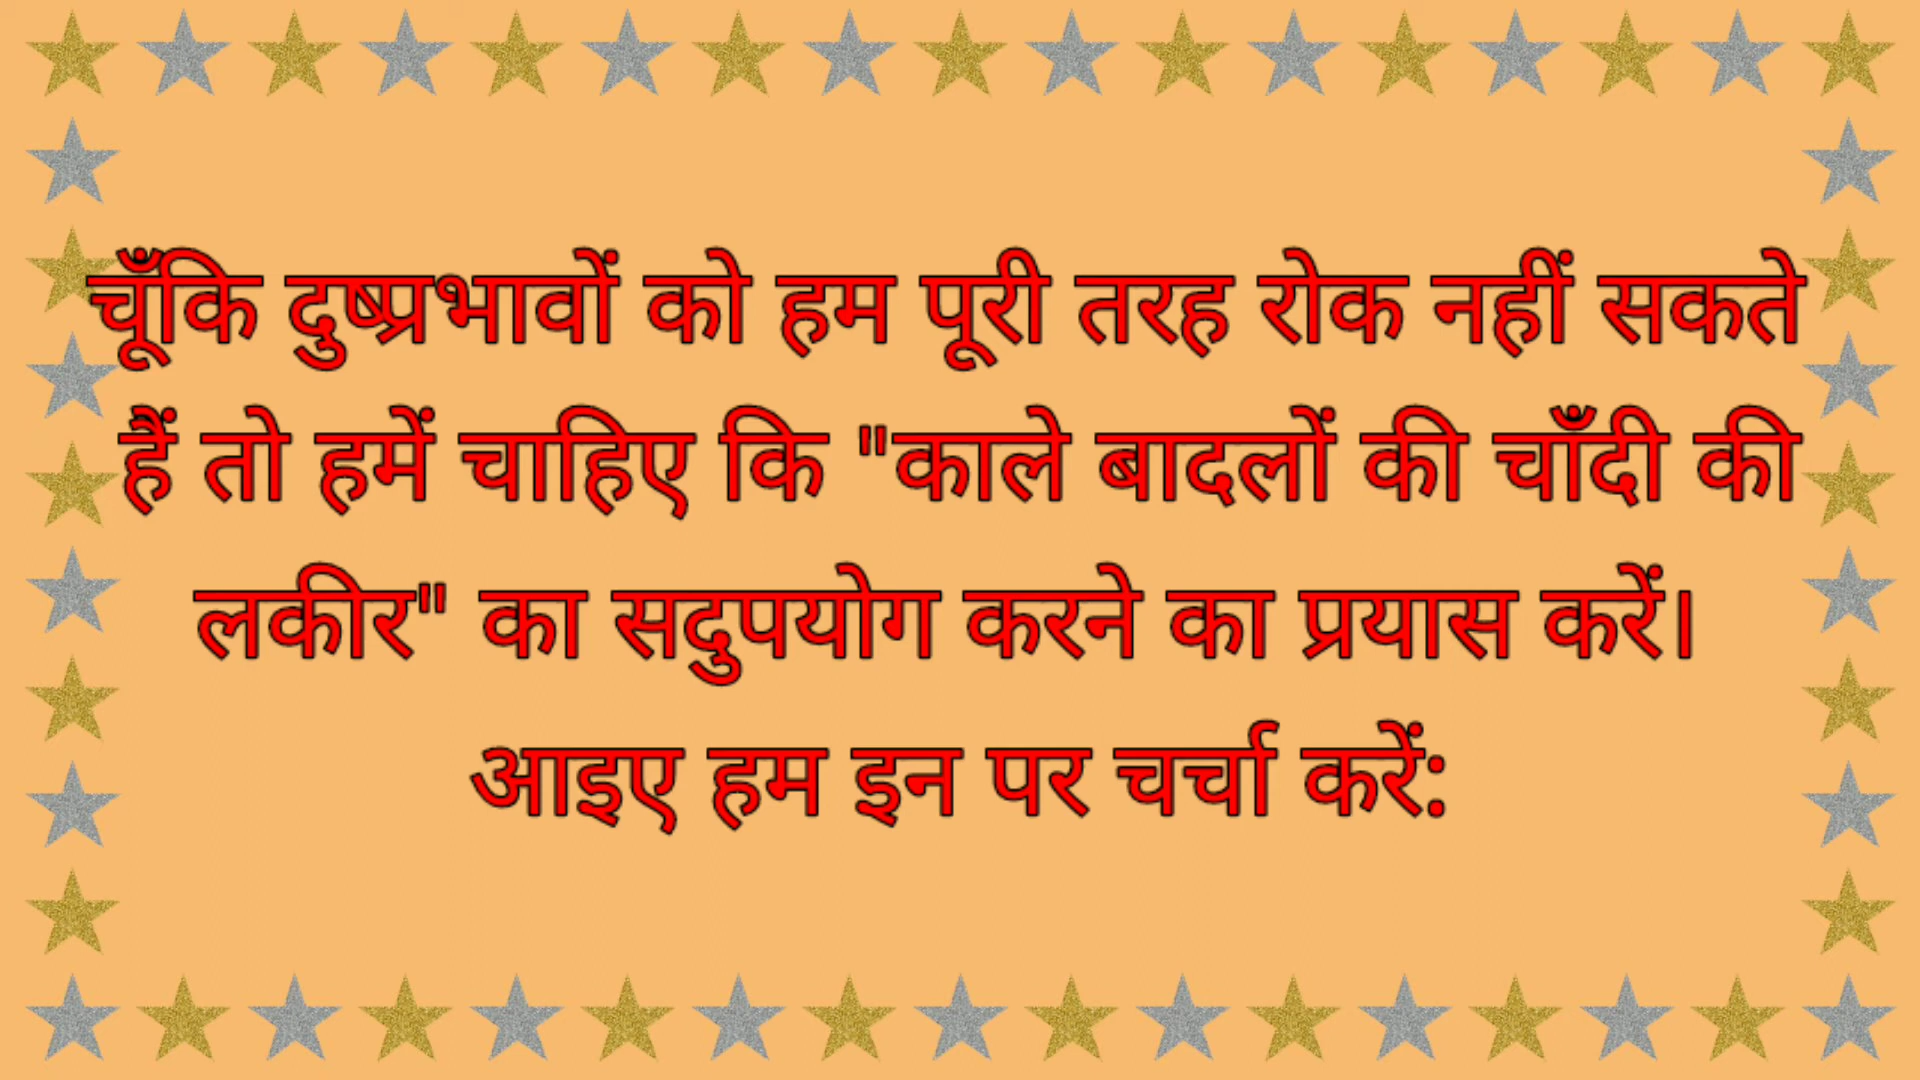 चूँकि दुष्प्रभावों को हम पूरी तरह रोक नहीं सकते
हैं तो हमें चाहिए कि "काले बादलों की चाँदी की
लकीर" का सदुपयोग करने का प्रयास करें।
आइए हम इन पर चर्चा करें: